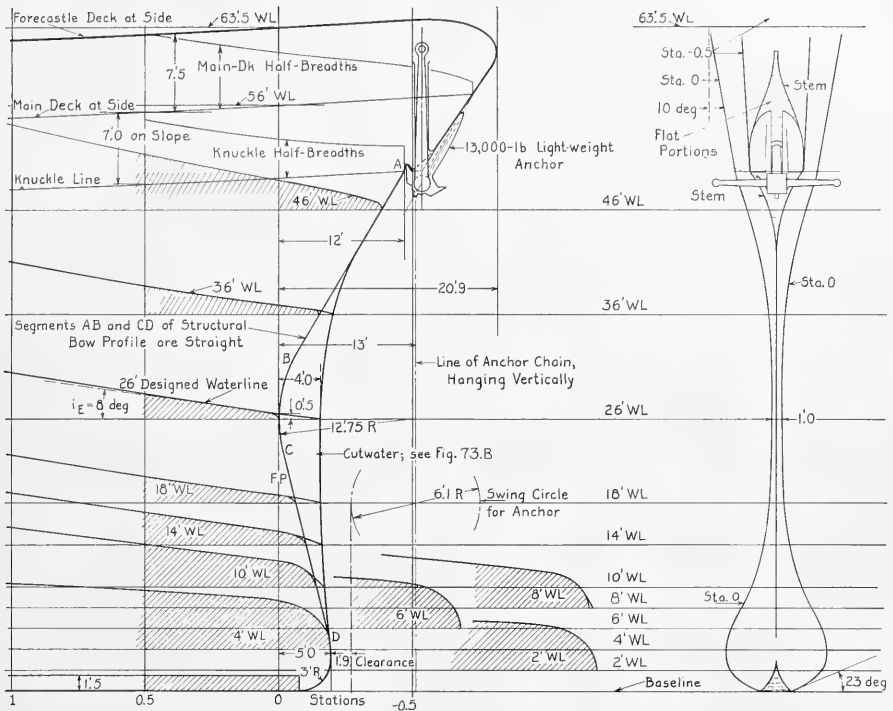 Forecastle Deck at Side
63'.5 WL
63'.5 WL
7'.5
Main-Dk Half-Breadths
Sta.-0.5
Stem
Sta. 0
Main Deck at Side
56' WL
10 deg
7'.0 on Slope
Flat
Portions
Knuckle Half-Breadths
A
13,000-lb Light-weight
Anchor
Knuckle Line
46' WL
46' WL
Stem
12'
Sta. 0
36' WL
20'.9
36' WL
Segments AB and CD of Structural
Bow Profile are Straight
13'
B
Line of Anchor Chain,
Hanging Vertically
26' Designed Waterline
4'.0
iE = 8 deg
0'.5
26' WL
1'.0
12'.75 R
C
Cutwater; see Fig. 73.B
F.P.
18' WL
6'.1 R
Swing Circle
for Anchor
18' WL
14' WL
14' WL
10' WL
10' WL
8' WL
8' WL
Sta. 0
6' WL
6' WL
4' WL
D
4' WL
5'.0
1'.9 Clearance
2' WL
2' WL
3' R
1'.5
Baseline
23 deg
1
0.5
0
Stations
-0.5